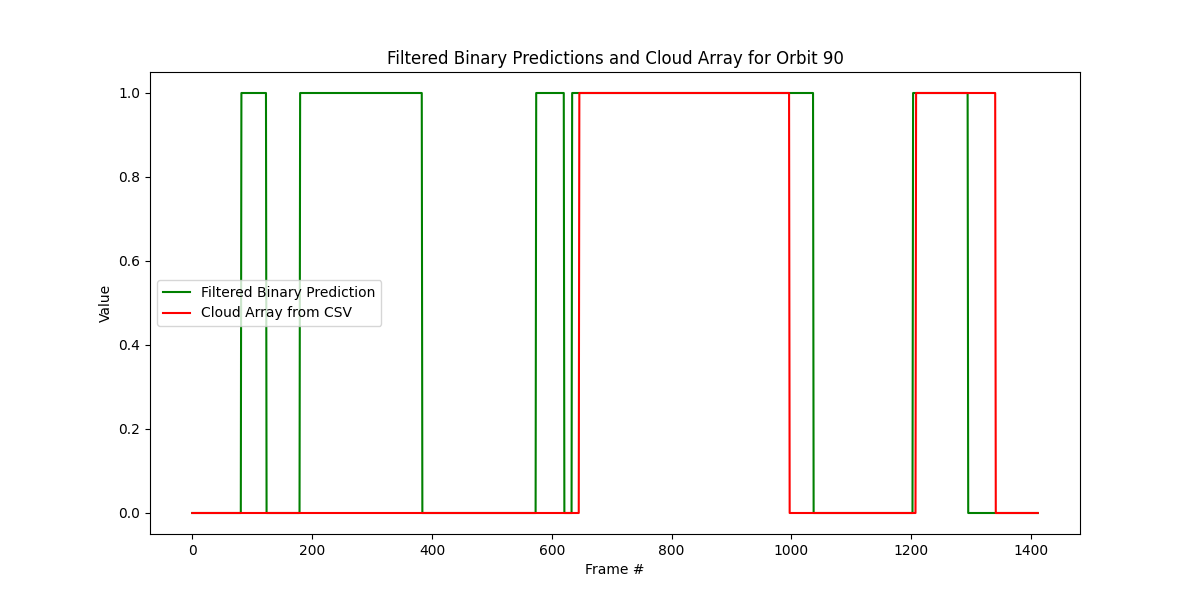 Filtered Binary Predictions and Cloud Array for Orbit 90
1.0
0.8
0.6
0.4
0.2
0.0
Value
Filtered Binary Prediction
Cloud Array from CSV
0 200 400 600 800 1000 1200 1400
Frame #